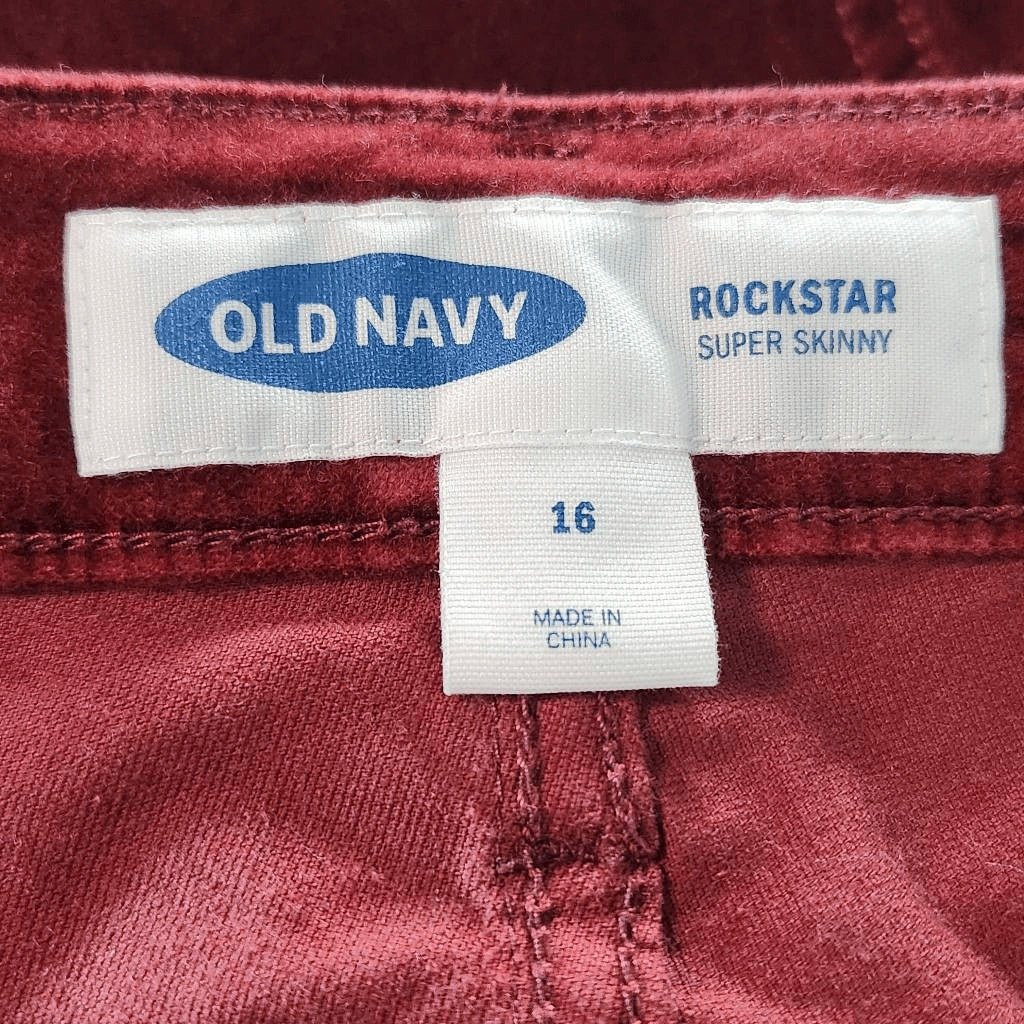 OLD NAVY
ROCKSTAR
SUPER SKINNY
16
MADE IN
CHINA